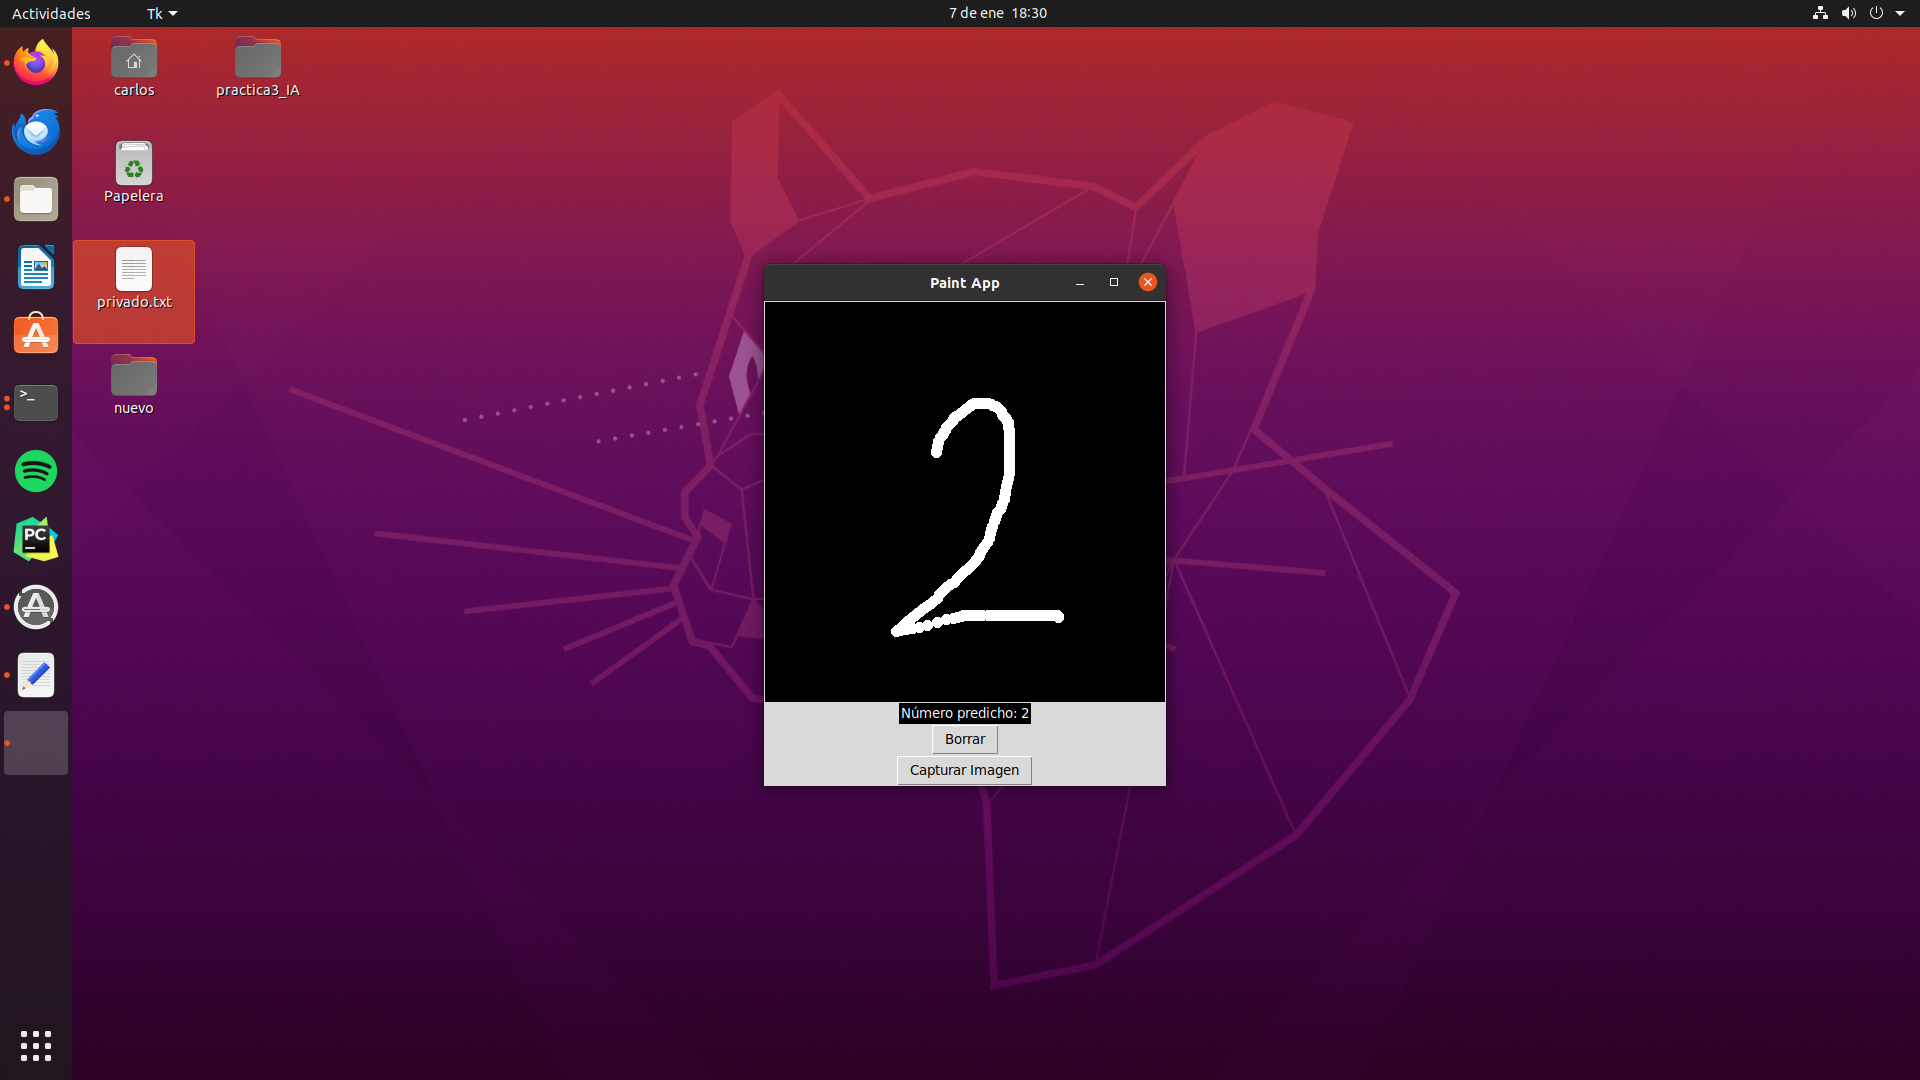 Actividades
Tk
7 de ene 18:30
carlos
practica3_IA
Papelera
privado.txt
nuevo
>_
PC
Paint App
2
Número predicho: 2
Borrar
Capturar Imagen